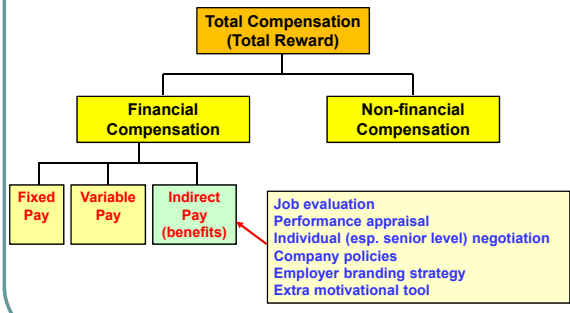 Total Compensation
(Total Reward)
Financial
Compensation
Non-financial
Compensation
Fixed
Pay
Variable
Pay
Indirect
Pay
(benefits)
Job evaluation
Performance appraisal
Individual (esp. senior level) negotiation
Company policies
Employer branding strategy
Extra motivational tool